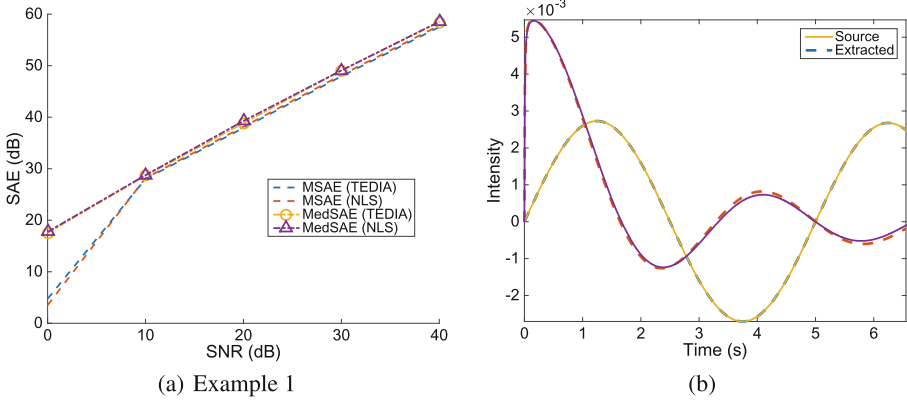 60
50
40
30
20
10
0
SAE (dB)
0
10
20
30
40
SNR (dB)
MSAE (TEDIA)
MSAE (NLS)
MedSAE (TEDIA)
MedSAE (NLS)
(a) Example 1
×10⁻³
5
4
3
2
1
0
-1
-2
Intensity
0
1
2
3
4
5
6
Time (s)
Source
Extracted
(b)